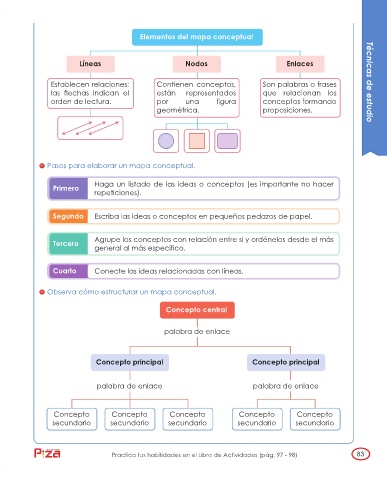 Elementos del mapa conceptual
Técnicas de estudio
Líneas
Nodos
Enlaces
Establecen relaciones;
las flechas indican el
orden de lectura.
Contienen conceptos,
están representados
por una figura
geométrica.
Son palabras o frases
que relacionan los
conceptos formando
proposiciones.
Pasos para elaborar un mapa conceptual.
Primero
Haga un listado de las ideas o conceptos (es importante no hacer
repeticiones).
Segundo
Escriba las ideas o conceptos en pequeños pedazos de papel.
Tercero
Agrupe los conceptos con relación entre si y ordénelos desde el más
general al más específico.
Cuarto
Conecte las ideas relacionadas con líneas.
Observa cómo estructurar un mapa conceptual.
Concepto central
palabra de enlace
Concepto principal
Concepto principal
palabra de enlace
palabra de enlace
Concepto
secundario
Concepto
secundario
Concepto
secundario
Concepto
secundario
Concepto
secundario
Practica tus habilidades en el Libro de Actividades (pág. 97 - 98)
83